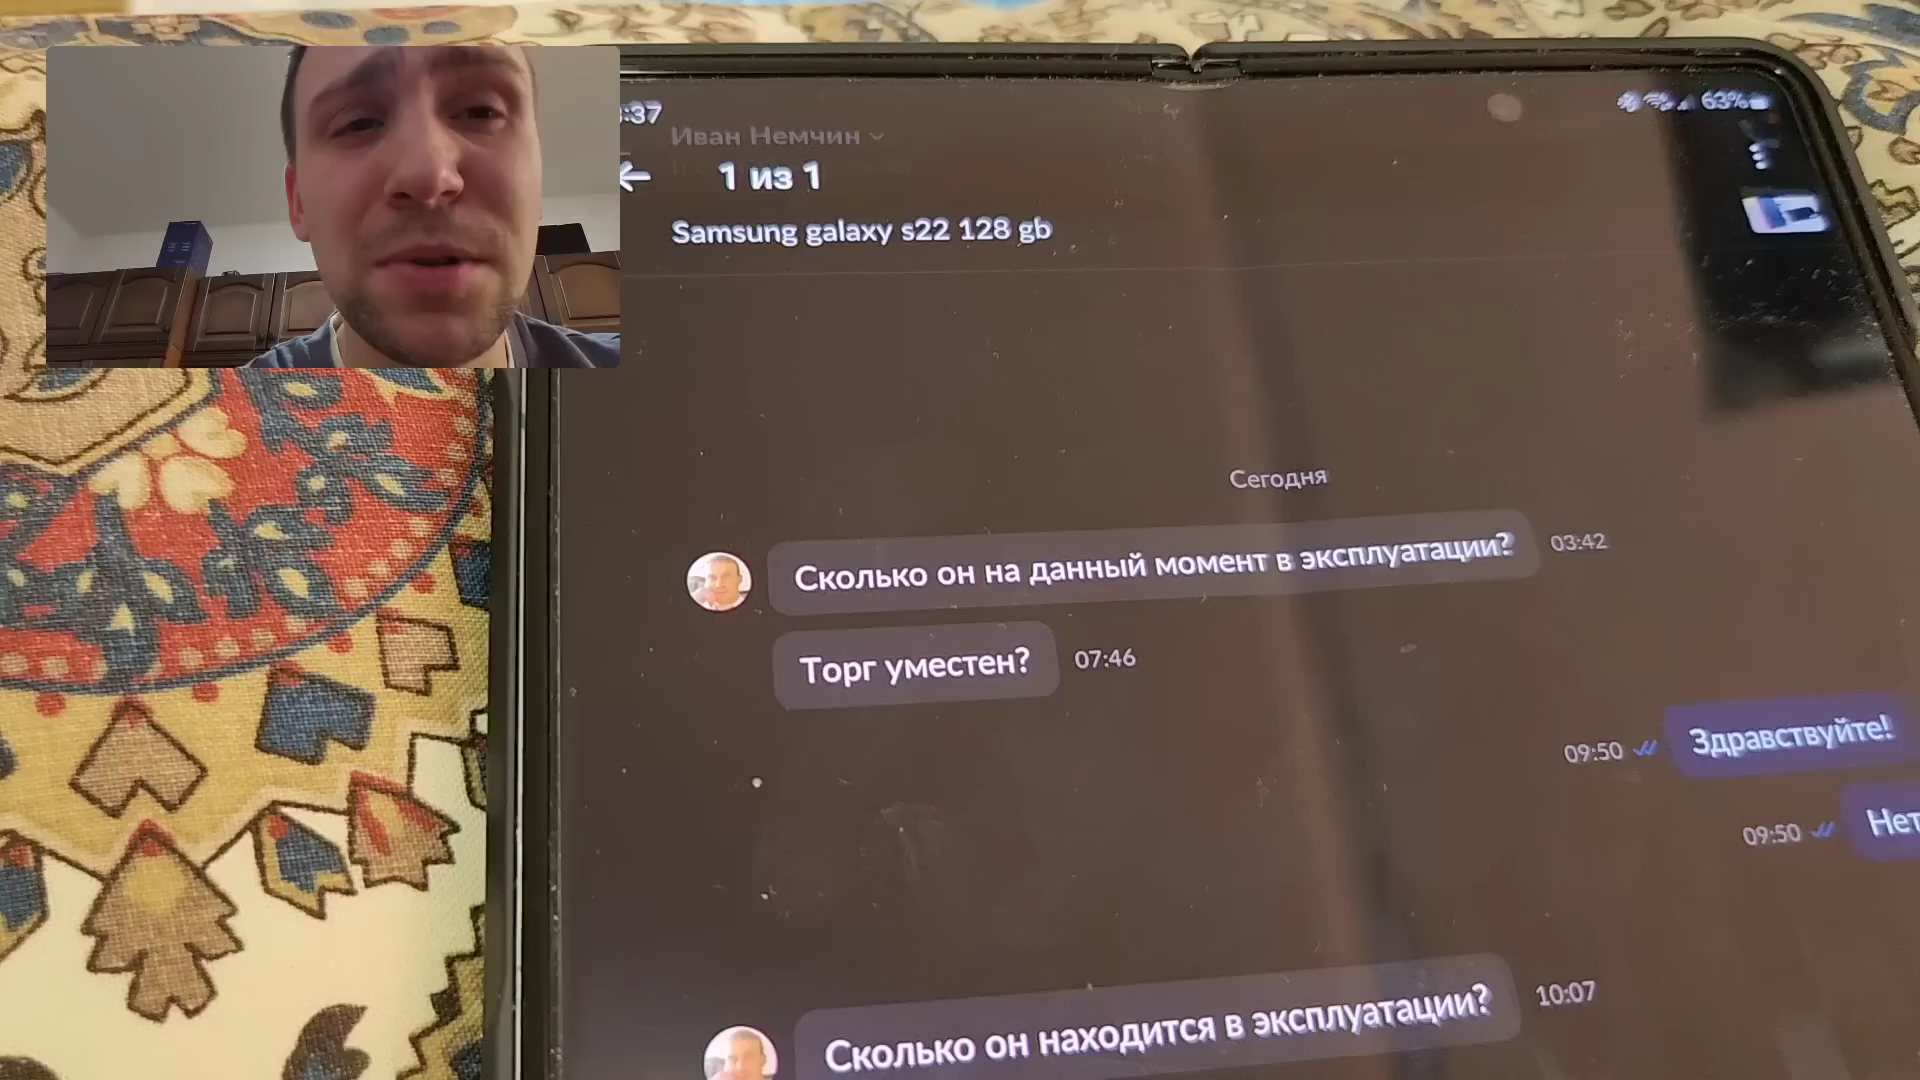 :37
63%
Иван Немчин
1 из 1
Samsung galaxy s22 128 gb
Сегодня
Сколько он на данный момент в эксплуатации?
03:42
Торг уместен?
07:46
09:50
Здравствуйте!
09:50
Нет
Сколько он находится в эксплуатации?
10:07